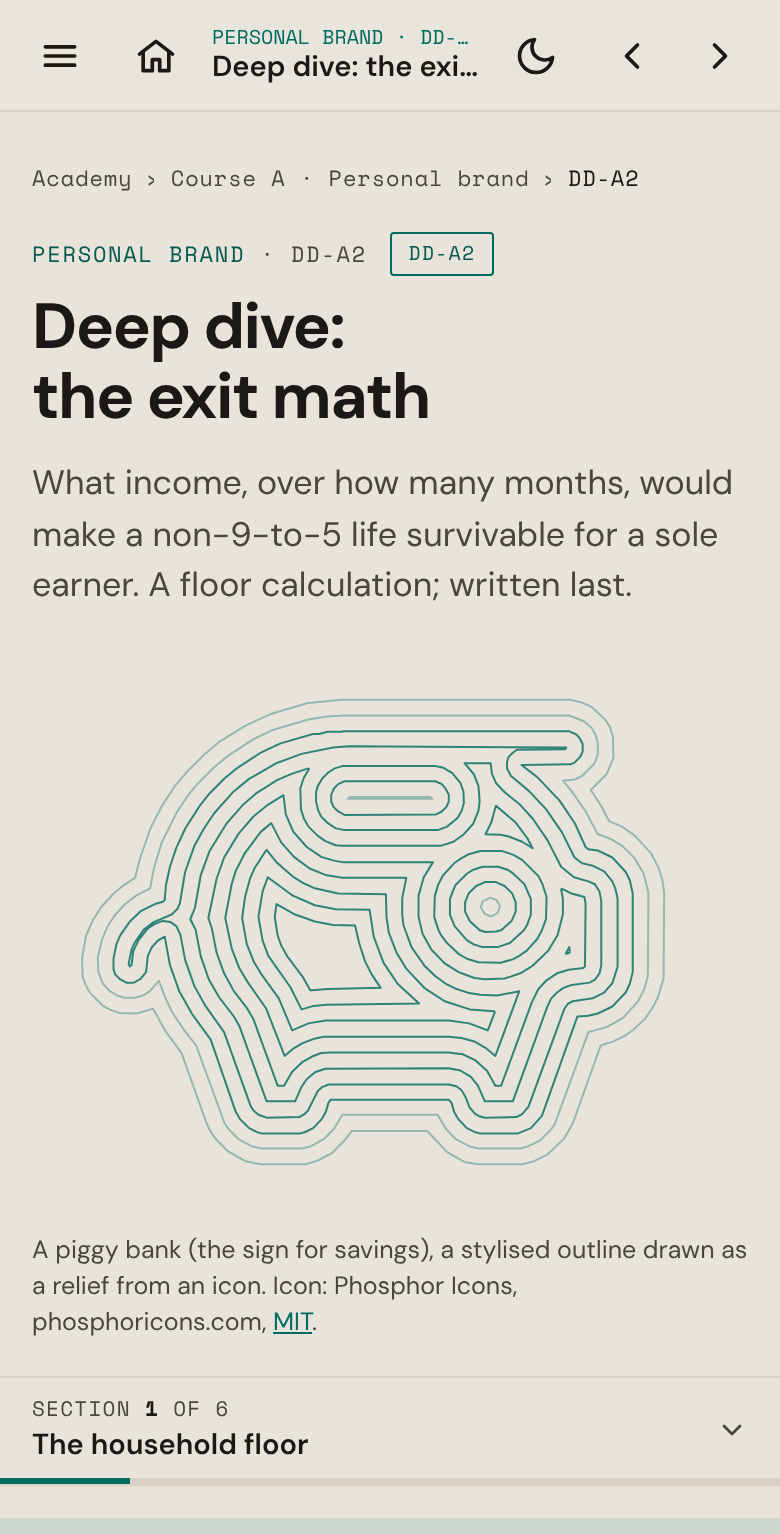 PERSONAL BRAND · DD-…
Deep dive: the exi…
Academy › Course A · Personal brand › DD-A2
PERSONAL BRAND · DD-A2 DD-A2
Deep dive:
the exit math
What income, over how many months, would
make a non-9-to-5 life survivable for a sole
earner. A floor calculation; written last.
A piggy bank (the sign for savings), a stylised outline drawn as
a relief from an icon. Icon: Phosphor Icons,
phosphoricons.com, MIT.
SECTION 1 OF 6
The household floor